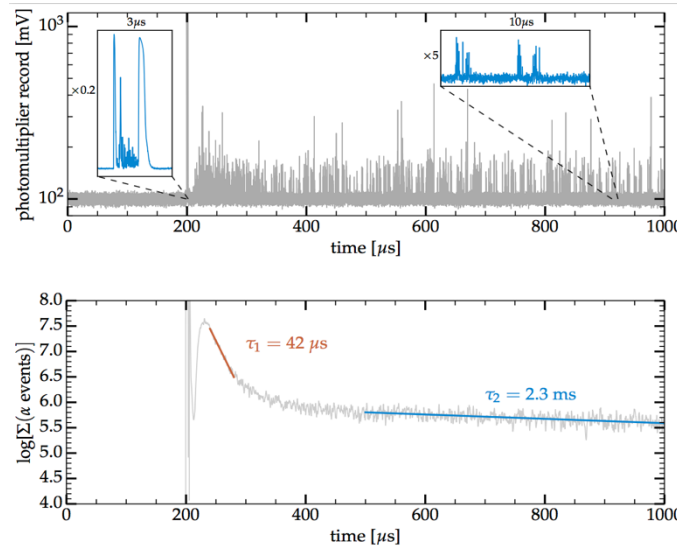 3μs
10μs
×0.2
×5
photomultiplier record [mV]
10³
10²
0 200 400 600 800 1000
time [μs]
log[Σ(α events)]
8.0
7.5
7.0
6.5
6.0
5.5
5.0
4.5
4.0
τ₁ = 42 μs
τ₂ = 2.3 ms
0 200 400 600 800 1000
time [μs]